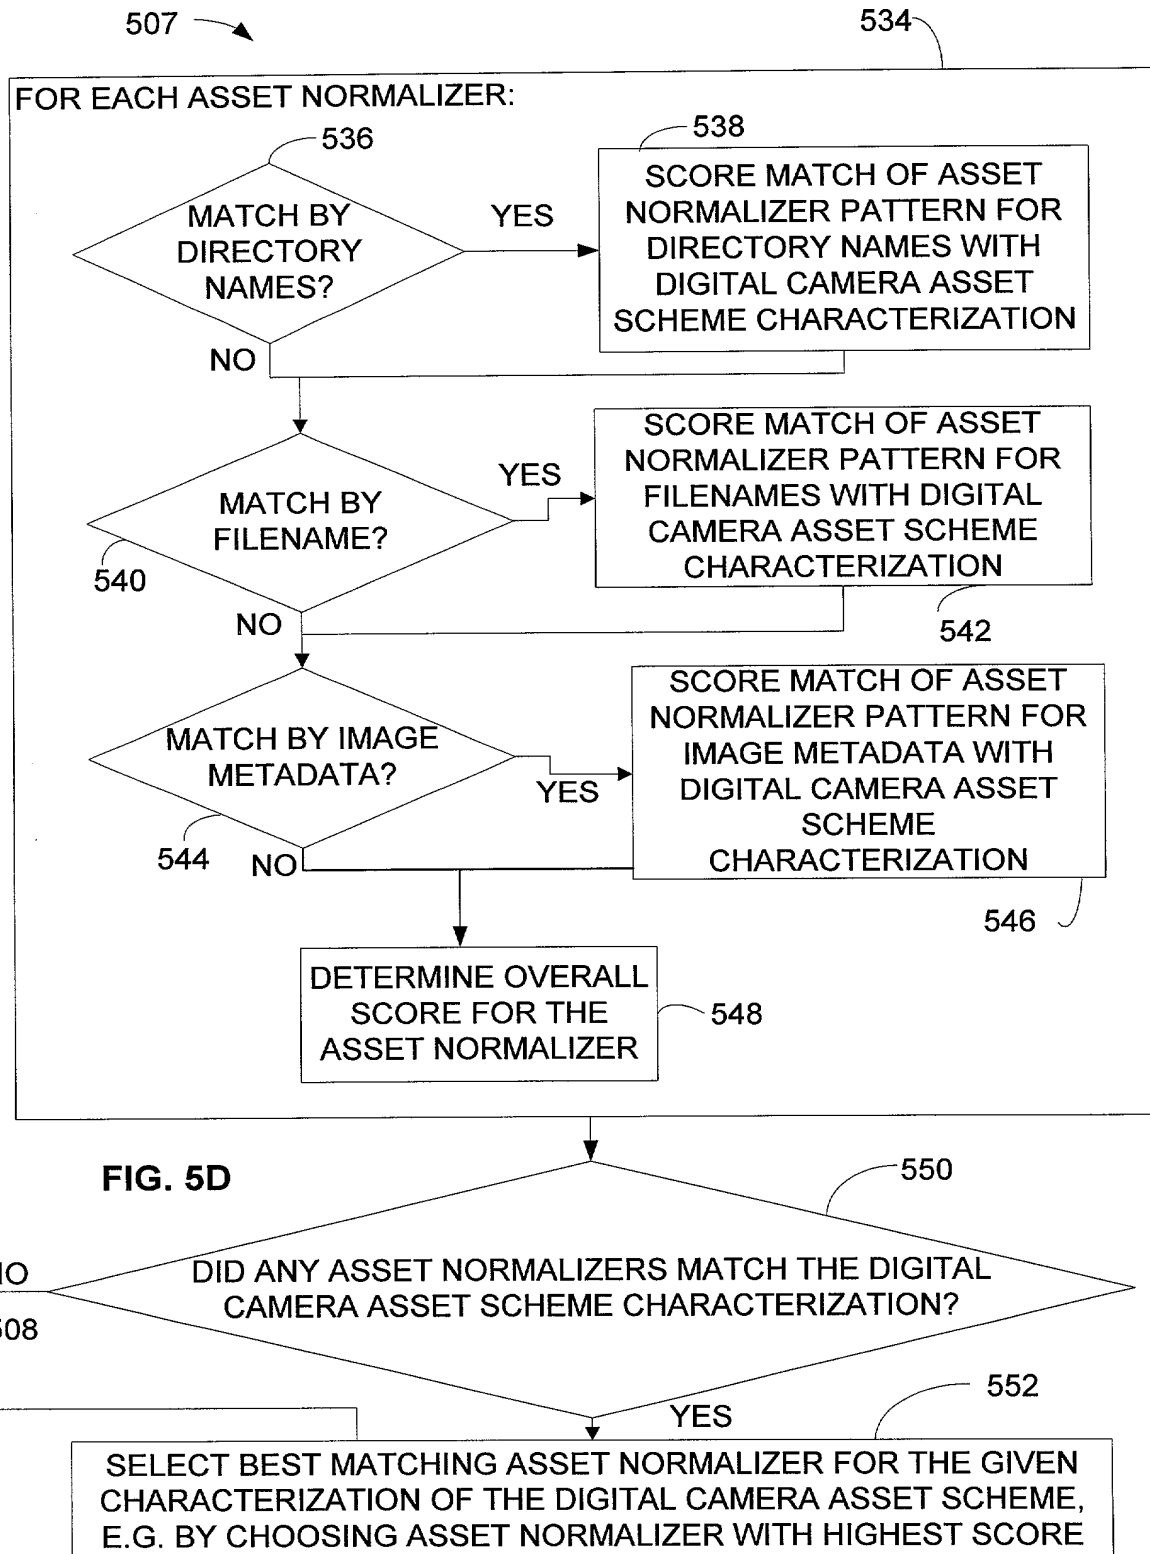 507
534
FOR EACH ASSET NORMALIZER:
536
MATCH BY
DIRECTORY
NAMES?
YES
538
SCORE MATCH OF ASSET
NORMALIZER PATTERN FOR
DIRECTORY NAMES WITH
DIGITAL CAMERA ASSET
SCHEME CHARACTERIZATION
NO
MATCH BY
FILENAME?
540
YES
SCORE MATCH OF ASSET
NORMALIZER PATTERN FOR
FILENAMES WITH DIGITAL
CAMERA ASSET SCHEME
CHARACTERIZATION
542
NO
MATCH BY IMAGE
METADATA?
544
YES
SCORE MATCH OF ASSET
NORMALIZER PATTERN FOR
IMAGE METADATA WITH
DIGITAL CAMERA ASSET
SCHEME
CHARACTERIZATION
546
NO
DETERMINE OVERALL
SCORE FOR THE
ASSET NORMALIZER
548
FIG. 5D
550
DID ANY ASSET NORMALIZERS MATCH THE DIGITAL
CAMERA ASSET SCHEME CHARACTERIZATION?
NO
508
YES
552
SELECT BEST MATCHING ASSET NORMALIZER FOR THE GIVEN
CHARACTERIZATION OF THE DIGITAL CAMERA ASSET SCHEME,
E.G. BY CHOOSING ASSET NORMALIZER WITH HIGHEST SCORE